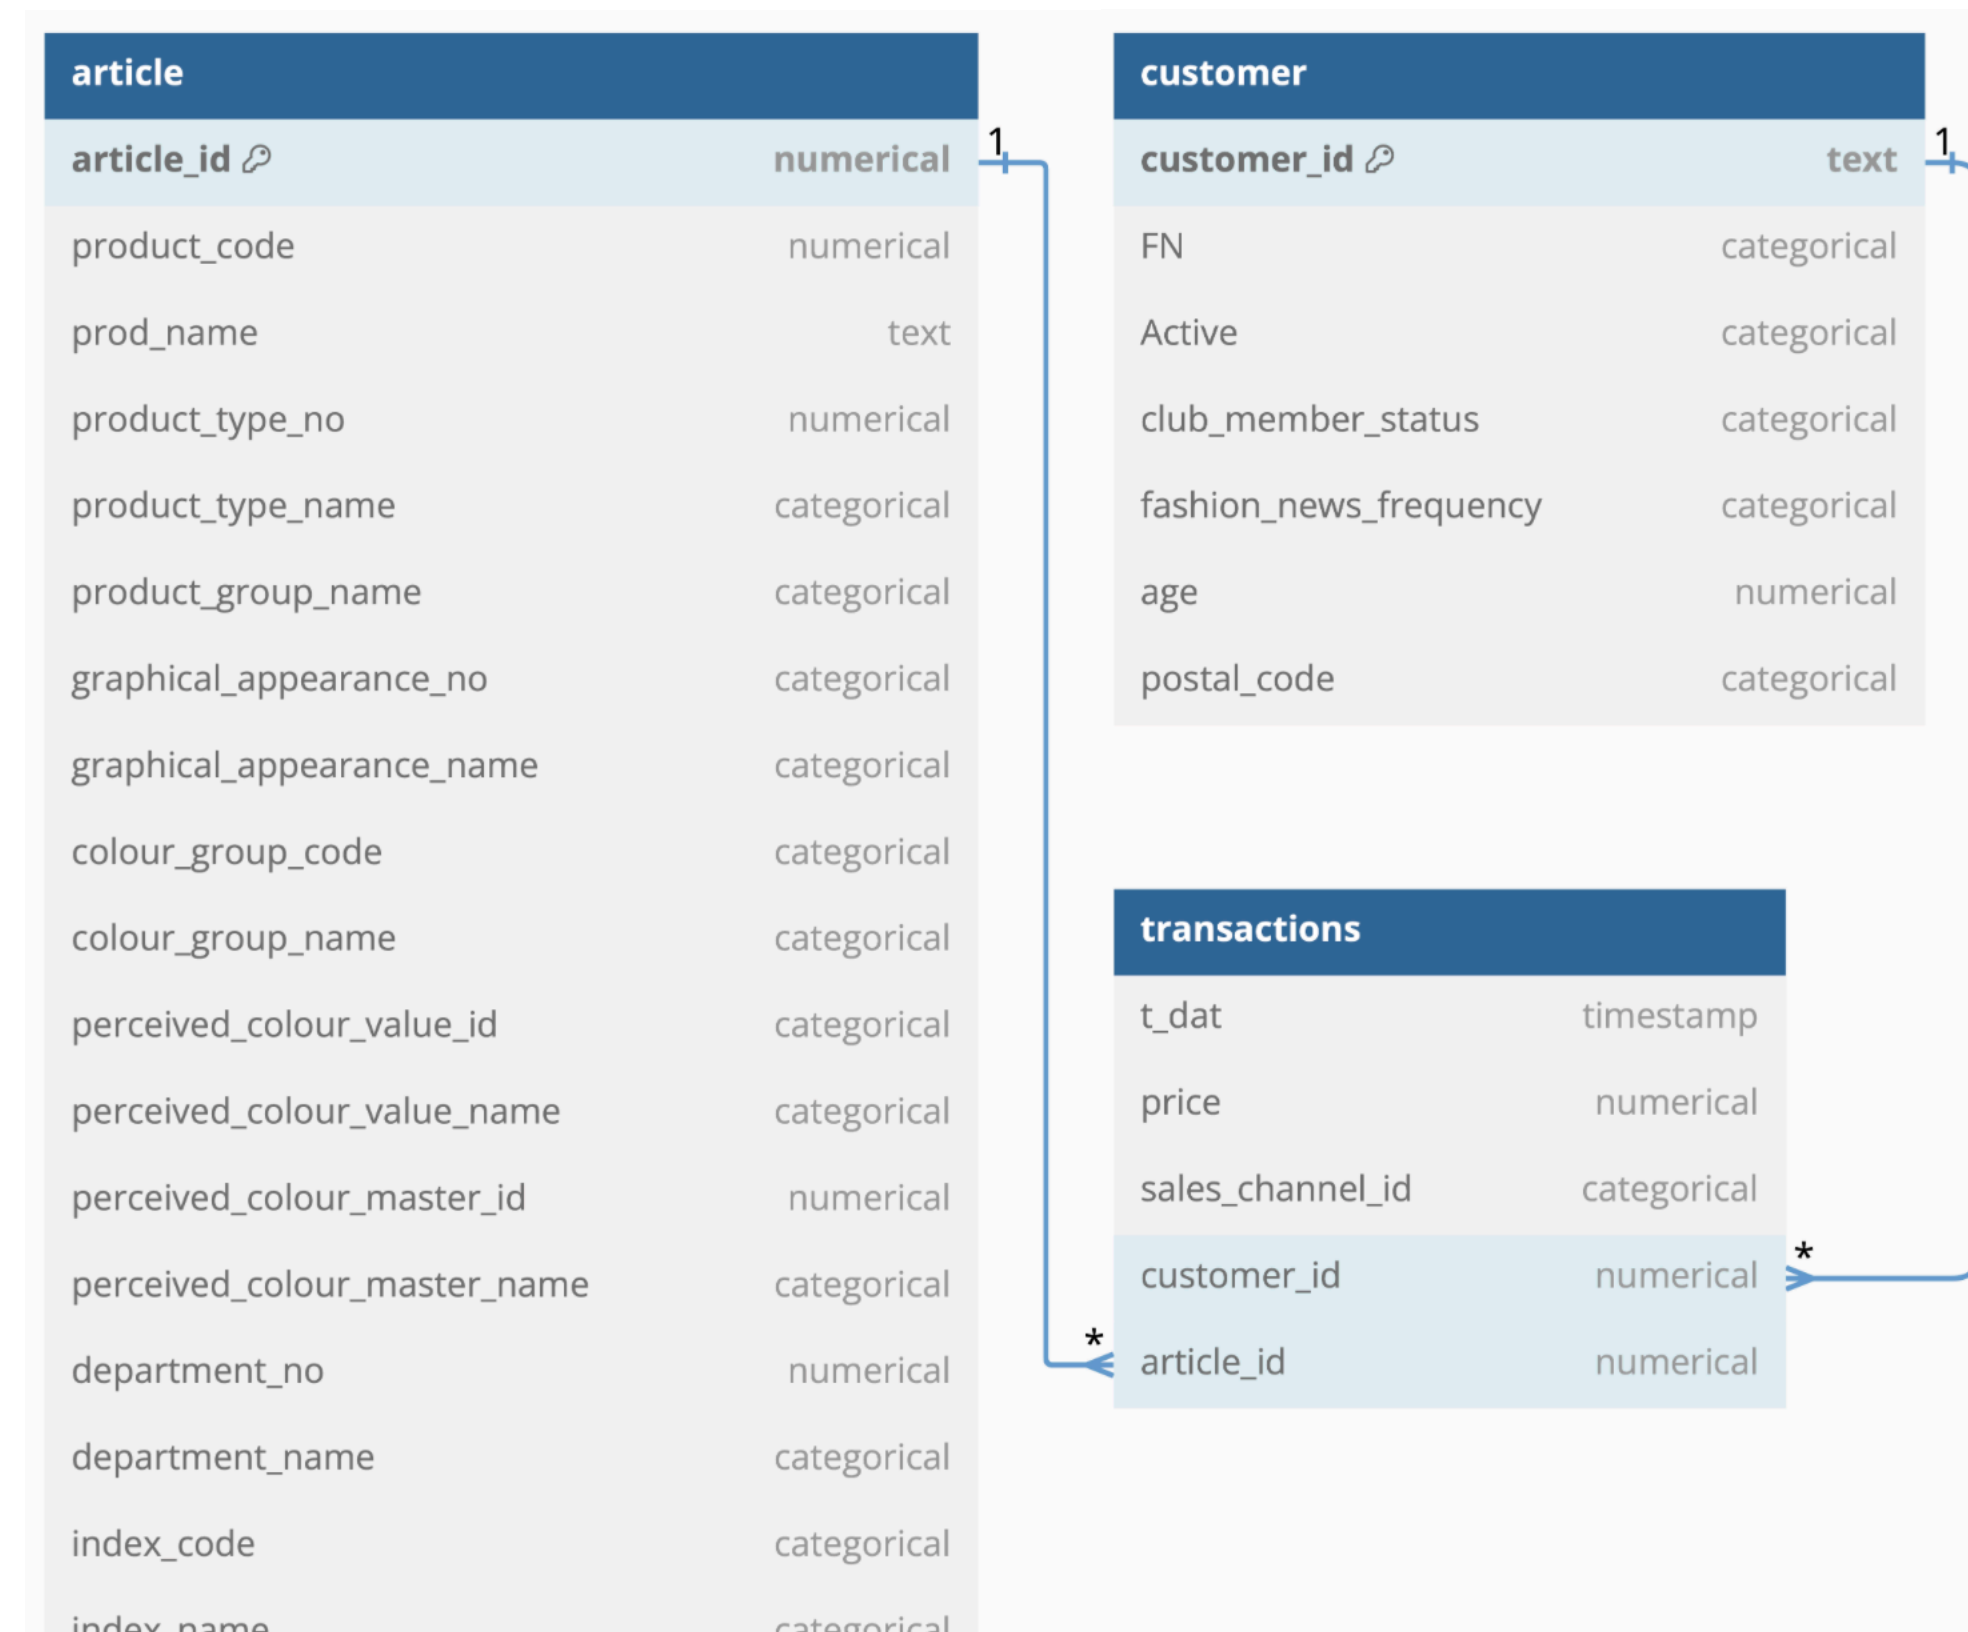 article
article_id numerical
product_code numerical
prod_name text
product_type_no numerical
product_type_name categorical
product_group_name categorical
graphical_appearance_no categorical
graphical_appearance_name categorical
colour_group_code categorical
colour_group_name categorical
perceived_colour_value_id categorical
perceived_colour_value_name categorical
perceived_colour_master_id numerical
perceived_colour_master_name categorical
department_no numerical
department_name categorical
index_code categorical
index_name categorical
1
*
customer
customer_id text
FN categorical
Active categorical
club_member_status categorical
fashion_news_frequency categorical
age numerical
postal_code categorical
1
transactions
t_dat timestamp
price numerical
sales_channel_id categorical
customer_id numerical
article_id numerical
*